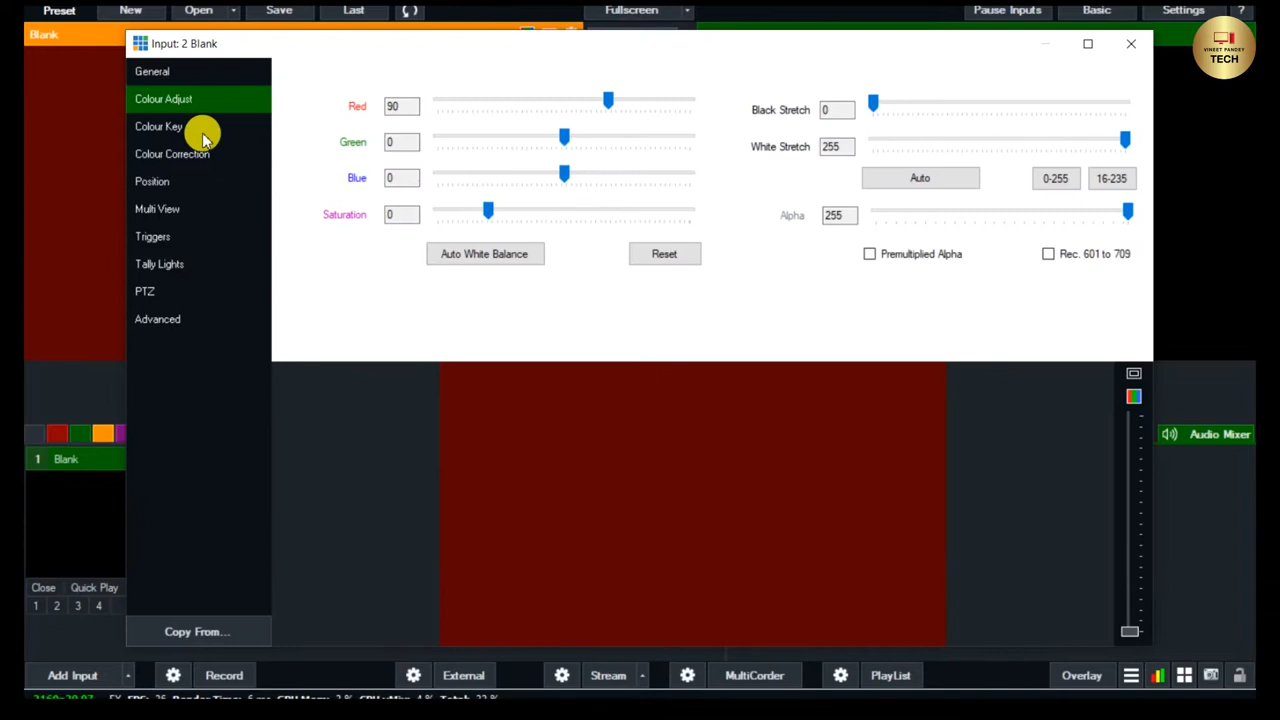 Preset New Open Save Last Fullscreen Pause Inputs Basic Settings ?
Blank
VINEET PANDEY
TECH
Input: 2 Blank
General
Colour Adjust
Colour Key
Colour Correction
Position
Multi View
Triggers
Tally Lights
PTZ
Advanced
Copy From...
Red 90
Green 0
Blue 0
Saturation 0
Auto White Balance Reset
Black Stretch 0
White Stretch 255
Auto 0-255 16-235
Alpha 255
Premultiplied Alpha Rec. 601 to 709
Audio Mixer
1 Blank
Close Quick Play
1 2 3 4
Add Input Record External Stream MultiCorder PlayList Overlay